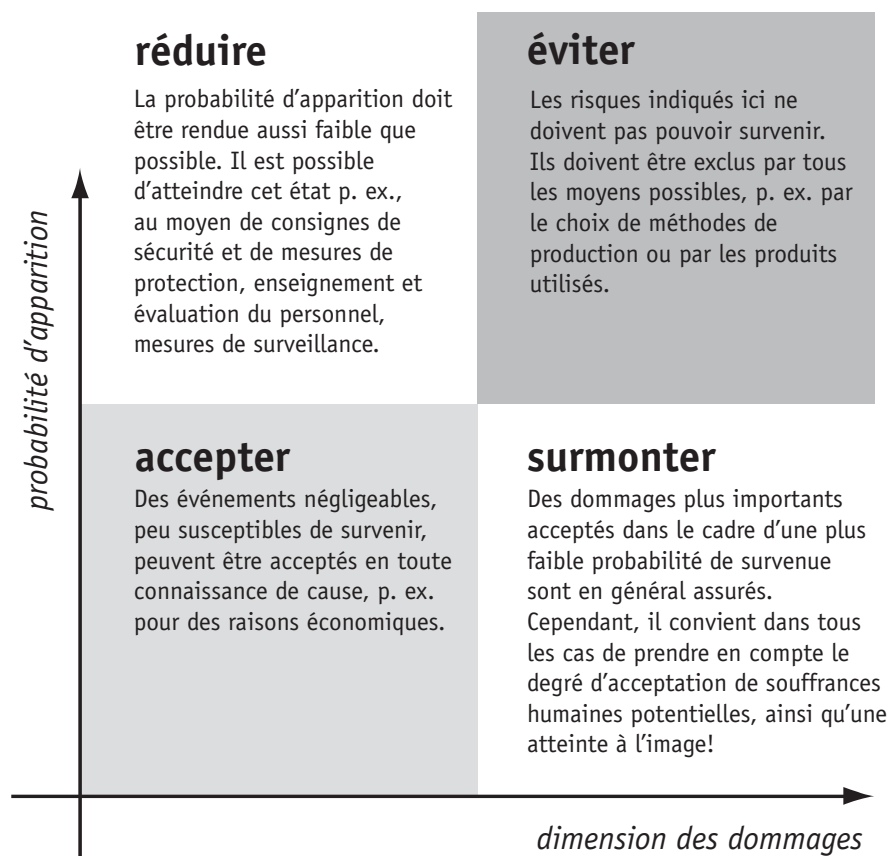 réduire
La probabilité d’apparition doit
être rendue aussi faible que
possible. Il est possible
d’atteindre cet état p. ex.,
au moyen de consignes de
sécurité et de mesures de
protection, enseignement et
évaluation du personnel,
mesures de surveillance.
éviter
Les risques indiqués ici ne
doivent pas pouvoir survenir.
Ils doivent être exclus par tous
les moyens possibles, p. ex. par
le choix de méthodes de
production ou par les produits
utilisés.
probabilité d’apparition
accepter
Des événements négligeables,
peu susceptibles de survenir,
peuvent être acceptés en toute
connaissance de cause, p. ex.
pour des raisons économiques.
surmonter
Des dommages plus importants
acceptés dans le cadre d’une plus
faible probabilité de survenue
sont en général assurés.
Cependant, il convient dans tous
les cas de prendre en compte le
degré d’acceptation de souffrances
humaines potentielles, ainsi qu’une
atteinte à l’image!
dimension des dommages